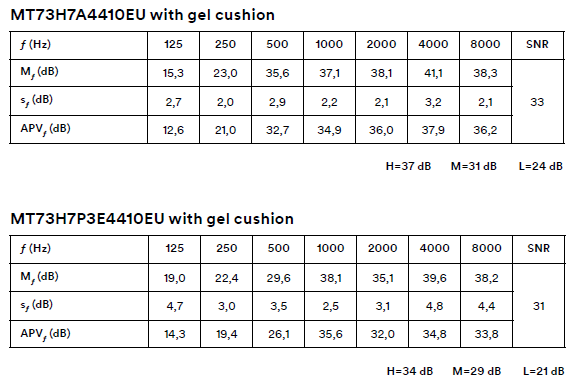 MT73H7A4410EU with gel cushion
f (Hz) 125 250 500 1000 2000 4000 8000 SNR
Mf (dB) 15,3 23,0 35,6 37,1 38,1 41,1 38,3
sf (dB) 2,7 2,0 2,9 2,2 2,1 3,2 2,1 33
APVf (dB) 12,6 21,0 32,7 34,9 36,0 37,9 36,2
H=37 dB M=31 dB L=24 dB
MT73H7P3E4410EU with gel cushion
f (Hz) 125 250 500 1000 2000 4000 8000 SNR
Mf (dB) 19,0 22,4 29,6 38,1 35,1 39,6 38,2
sf (dB) 4,7 3,0 3,5 2,5 3,1 4,8 4,4 31
APVf (dB) 14,3 19,4 26,1 35,6 32,0 34,8 33,8
H=34 dB M=29 dB L=21 dB